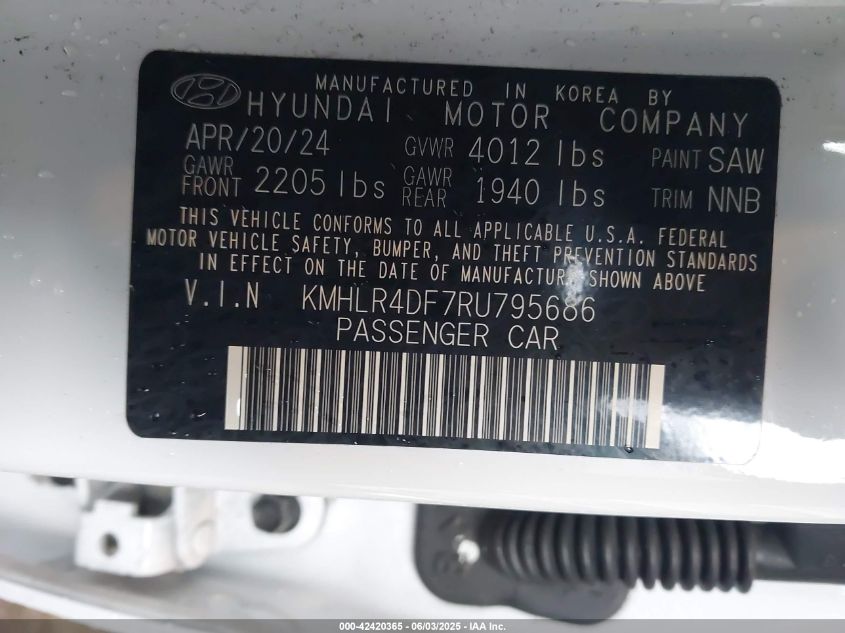 MANUFACTURED IN KOREA BY
HYUNDAI MOTOR COMPANY
APR/20/24 GVWR 4012 lbs PAINT SAW
GAWR FRONT 2205 lbs GAWR REAR 1940 lbs TRIM NNB
THIS VEHICLE CONFORMS TO ALL APPLICABLE U.S.A. FEDERAL
MOTOR VEHICLE SAFETY, BUMPER, AND THEFT PREVENTION STANDARDS
IN EFFECT ON THE DATE OF MANUFACTURE SHOWN ABOVE
V.I.N KMHLR4DF7RU795686
PASSENGER CAR
000-42420365 - 06/03/2025 - IAA Inc.